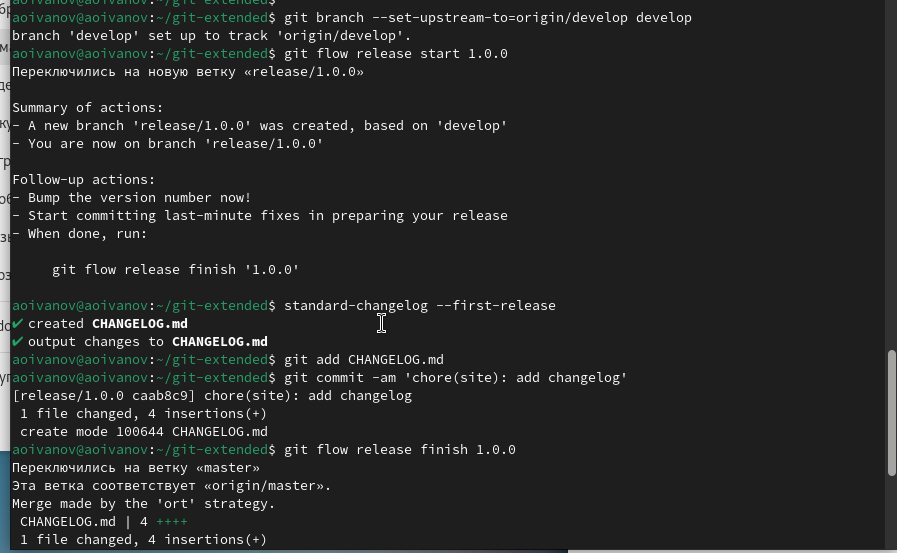 aoivanov@aoivanov:~/git-extended$ git branch --set-upstream-to=origin/develop develop
branch 'develop' set up to track 'origin/develop'.
aoivanov@aoivanov:~/git-extended$ git flow release start 1.0.0
Переключились на новую ветку «release/1.0.0»
Summary of actions:
- A new branch 'release/1.0.0' was created, based on 'develop'
- You are now on branch 'release/1.0.0'
Follow-up actions:
- Bump the version number now!
- Start committing last-minute fixes in preparing your release
- When done, run:
git flow release finish '1.0.0'
aoivanov@aoivanov:~/git-extended$ standard-changelog --first-release
✔ created CHANGELOG.md
✔ output changes to CHANGELOG.md
aoivanov@aoivanov:~/git-extended$ git add CHANGELOG.md
aoivanov@aoivanov:~/git-extended$ git commit -am 'chore(site): add changelog'
[release/1.0.0 caab8c9] chore(site): add changelog
1 file changed, 4 insertions(+)
create mode 100644 CHANGELOG.md
aoivanov@aoivanov:~/git-extended$ git flow release finish 1.0.0
Переключились на ветку «master»
Эта ветка соответствует «origin/master».
Merge made by the 'ort' strategy.
CHANGELOG.md | 4 ++++
1 file changed, 4 insertions(+)